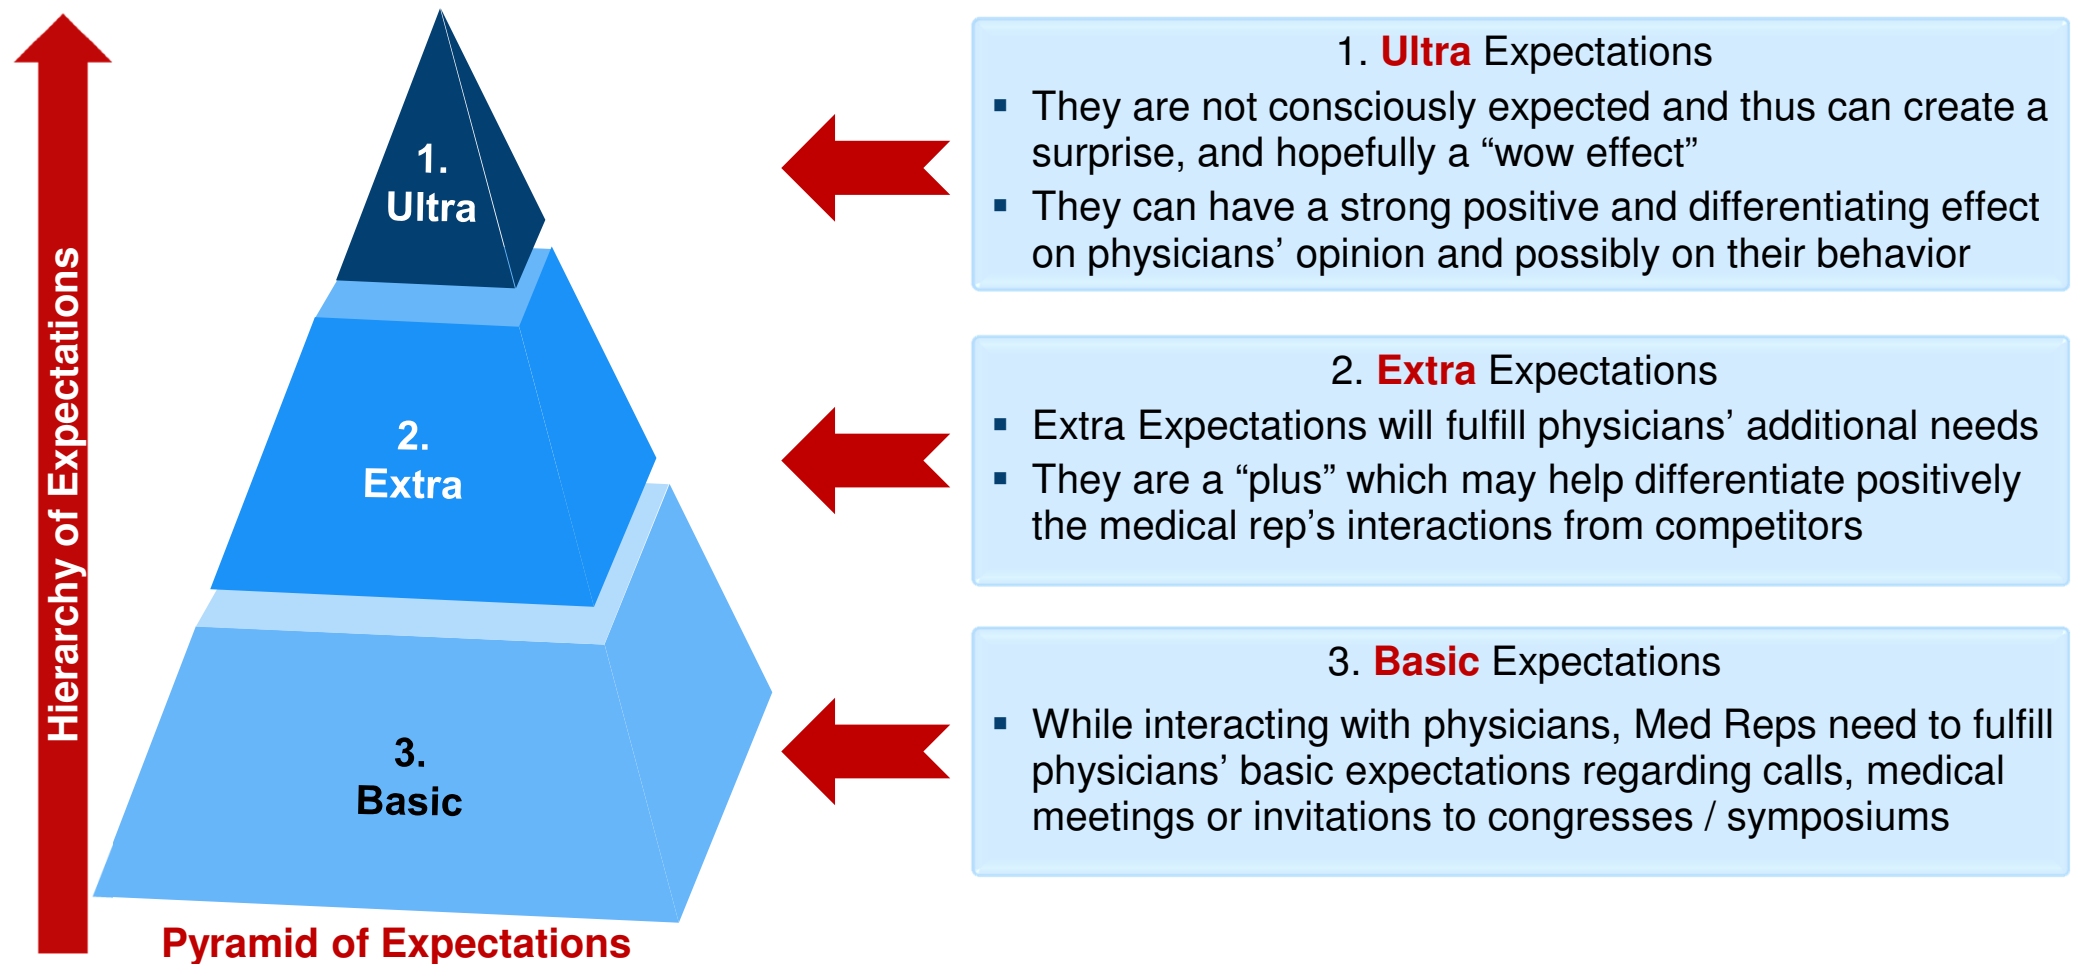 Hierarchy of Expectations
1.
Ultra
2.
Extra
3.
Basic
Pyramid of Expectations
1. Ultra Expectations
▪ They are not consciously expected and thus can create a
surprise, and hopefully a “wow effect”
▪ They can have a strong positive and differentiating effect
on physicians’ opinion and possibly on their behavior
2. Extra Expectations
▪ Extra Expectations will fulfill physicians’ additional needs
▪ They are a “plus” which may help differentiate positively
the medical rep’s interactions from competitors
3. Basic Expectations
▪ While interacting with physicians, Med Reps need to fulfill
physicians’ basic expectations regarding calls, medical
meetings or invitations to congresses / symposiums